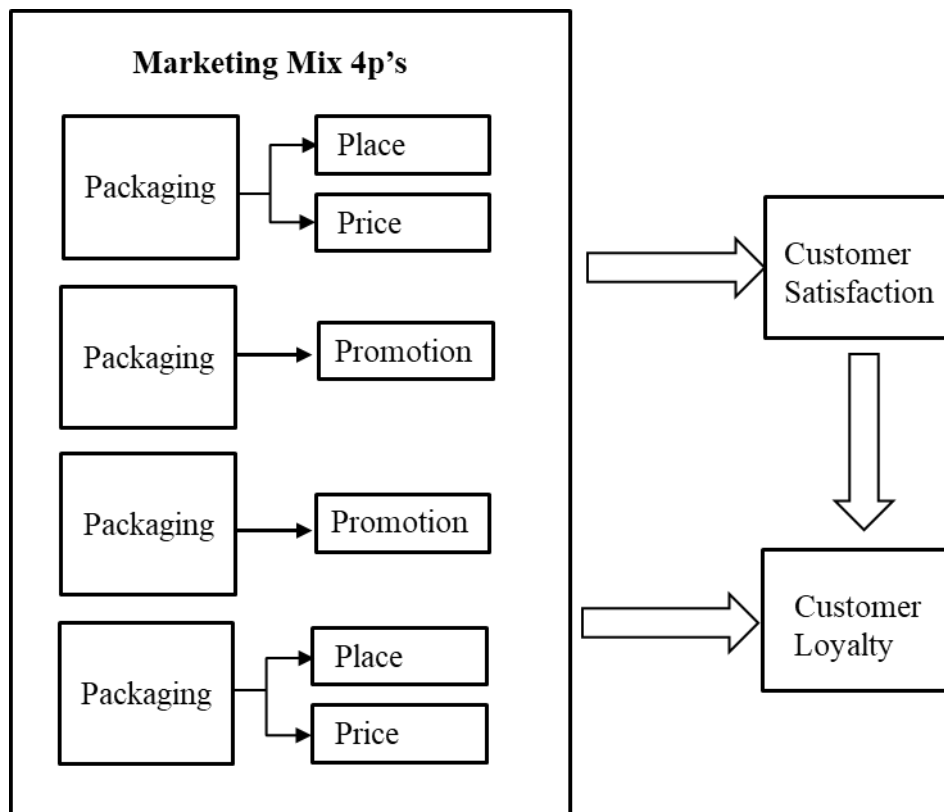 Marketing Mix 4p's
Packaging
Place
Price
Packaging
Promotion
Packaging
Promotion
Packaging
Place
Price
Customer
Satisfaction
Customer
Loyalty